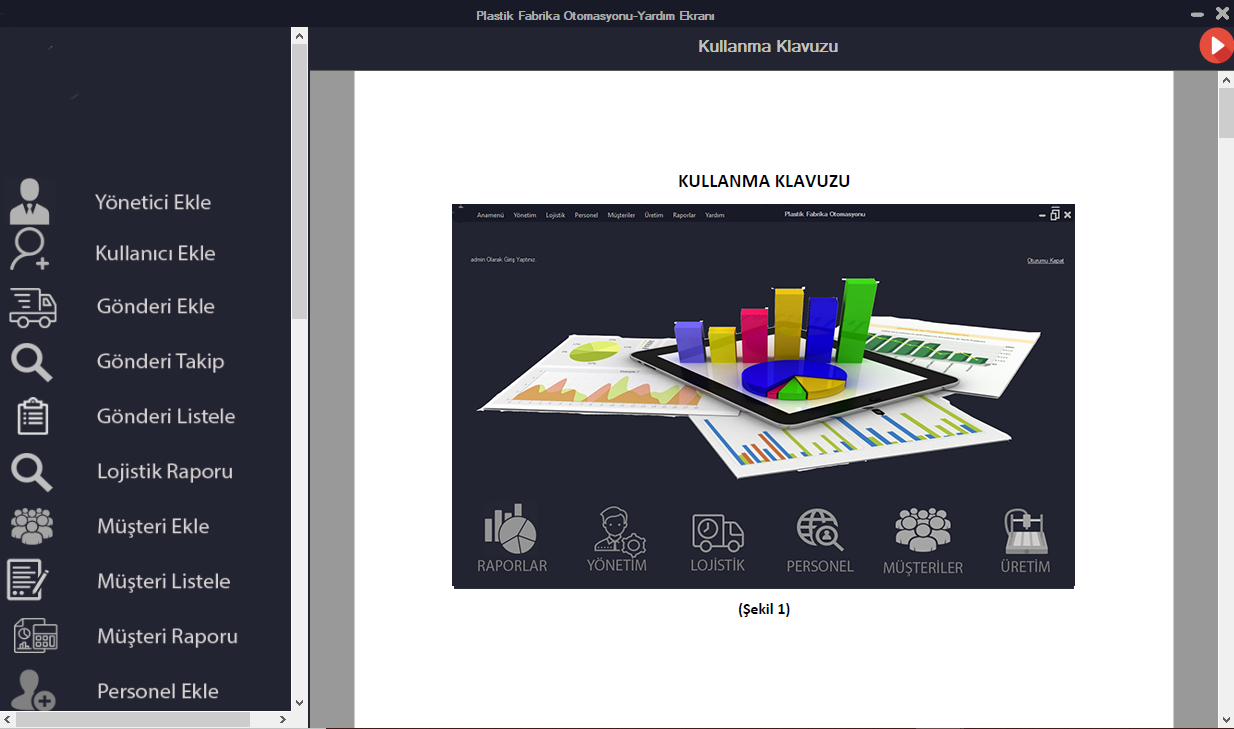 Plastik Fabrika Otomasyonu-Yardım Ekranı
Kullanma Klavuzu
Yönetici Ekle
Kullanıcı Ekle
Gönderi Ekle
Gönderi Takip
Gönderi Listele
Lojistik Raporu
Müşteri Ekle
Müşteri Listele
Müşteri Raporu
Personel Ekle
KULLANMA KLAVUZU
Anamenü Yönetim Lojistik Personel Müşteriler Üretim Raporlar Yardım Plastik Fabrika Otomasyonu
admin Olarak Giriş Yaptınız. Oturumu Kapat
RAPORLAR YÖNETİM LOJİSTİK PERSONEL MÜŞTERİLER ÜRETİM
(Şekil 1)